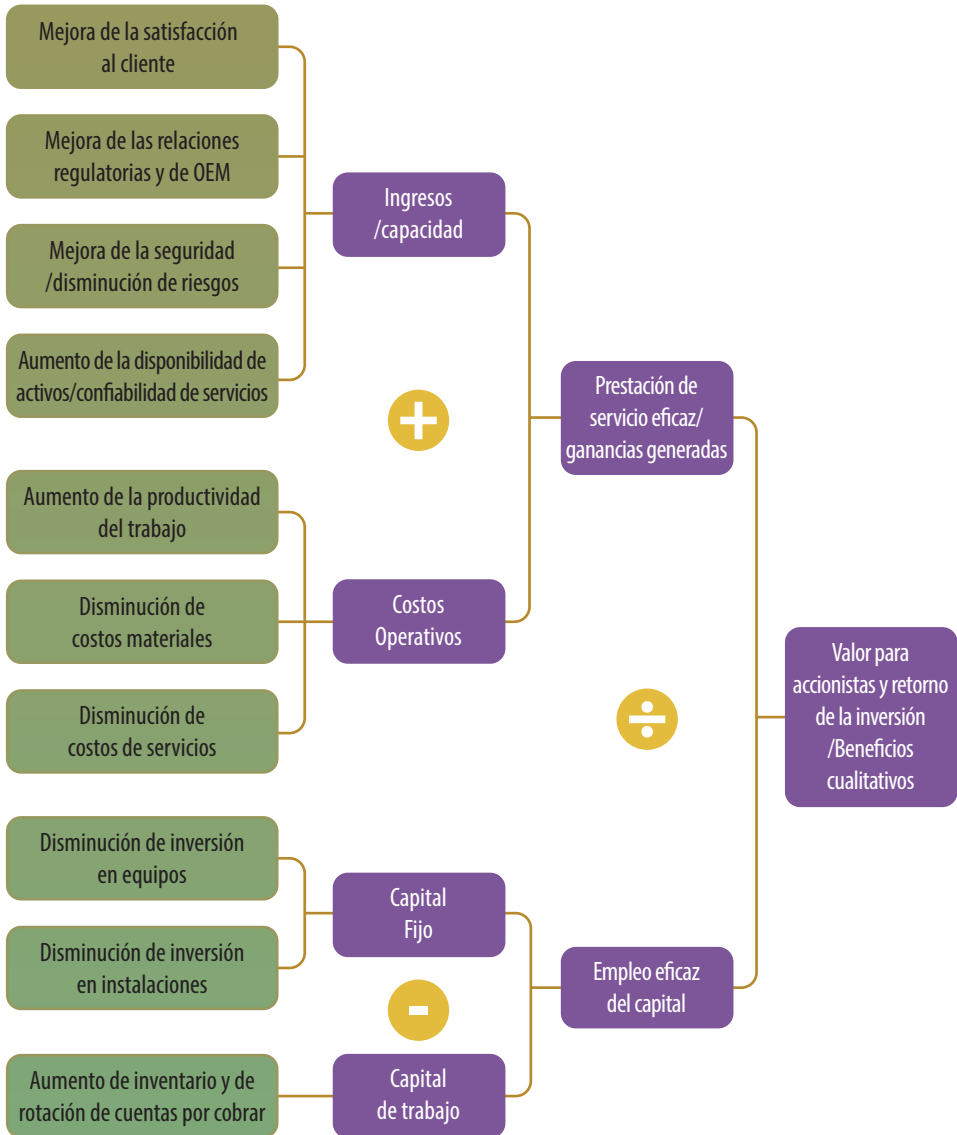 Mejora de la satisfacción
al cliente
Mejora de las relaciones
regulatorias y de OEM
Mejora de la seguridad
/disminución de riesgos
Aumento de la disponibilidad de
activos/confiabilidad de servicios
Ingresos
/capacidad
+
Aumento de la productividad
del trabajo
Disminución de
costos materiales
Disminución de
costos de servicios
Costos
Operativos
Prestación de
servicio eficaz/
ganancias generadas
÷
Disminución de inversión
en equipos
Disminución de inversión
en instalaciones
Capital
Fijo
-
Aumento de inventario y de
rotación de cuentas por cobrar
Capital
de trabajo
Empleo eficaz
del capital
Valor para
accionistas y retorno
de la inversión
/Beneficios
cualitativos